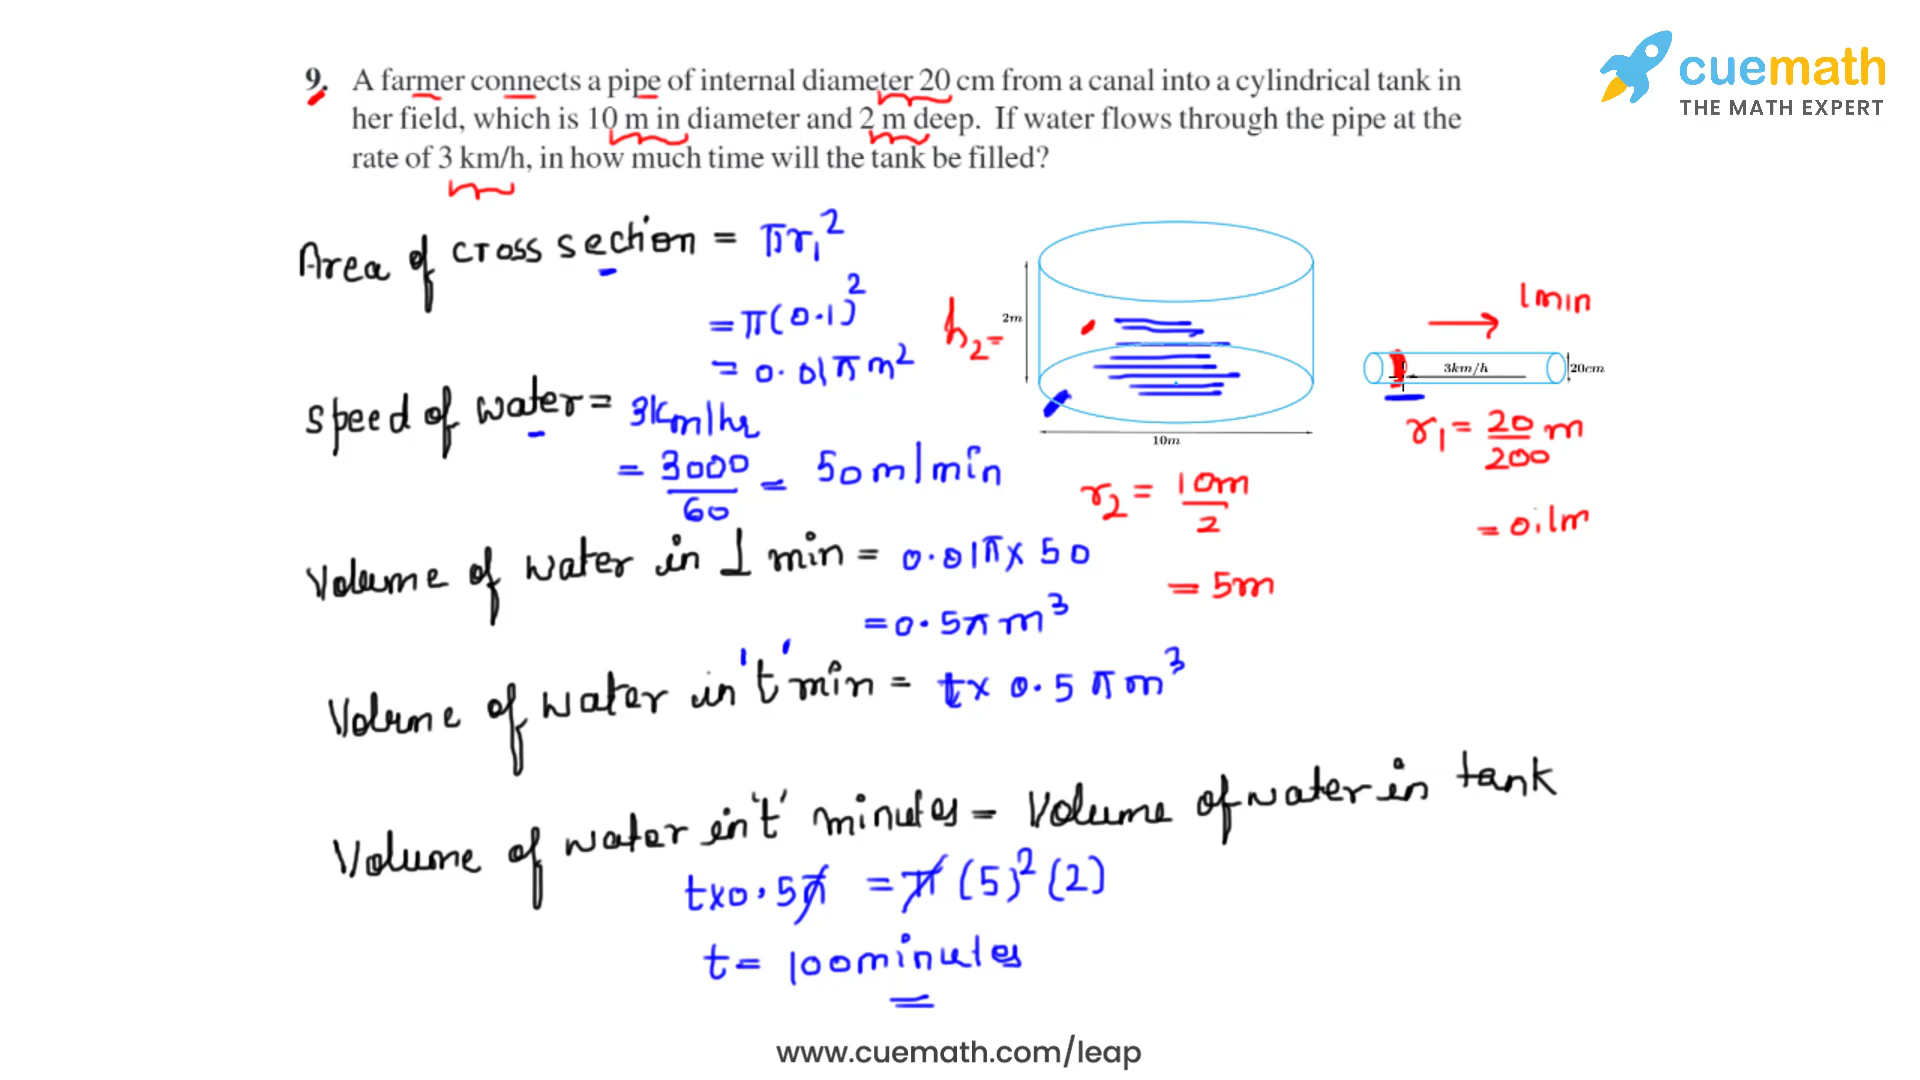 cuemath
THE MATH EXPERT
9. A farmer connects a pipe of internal diameter 20 cm from a canal into a cylindrical tank in
her field, which is 10 m in diameter and 2 m deep. If water flows through the pipe at the
rate of 3 km/h, in how much time will the tank be filled?
Area of cross section = πr₁²
= π(0.1)²
= 0.01π m²
speed of water = 3km/hr
= 3000/60 = 50m/min
Volume of water in 1 min = 0.01π x 50
= 0.5π m³
Volume of water in 't' min = t x 0.5 π m³
Volume of water in 't' minutes = Volume of water in tank
t x 0.5π = π (5)² (2)
t = 100 minutes
h₂ =
2m
10m
r₂ = 10m/2
= 5m
1min
3km/h
20cm
r₁ = 20/200 m
= 0.1m
www.cuemath.com/leap